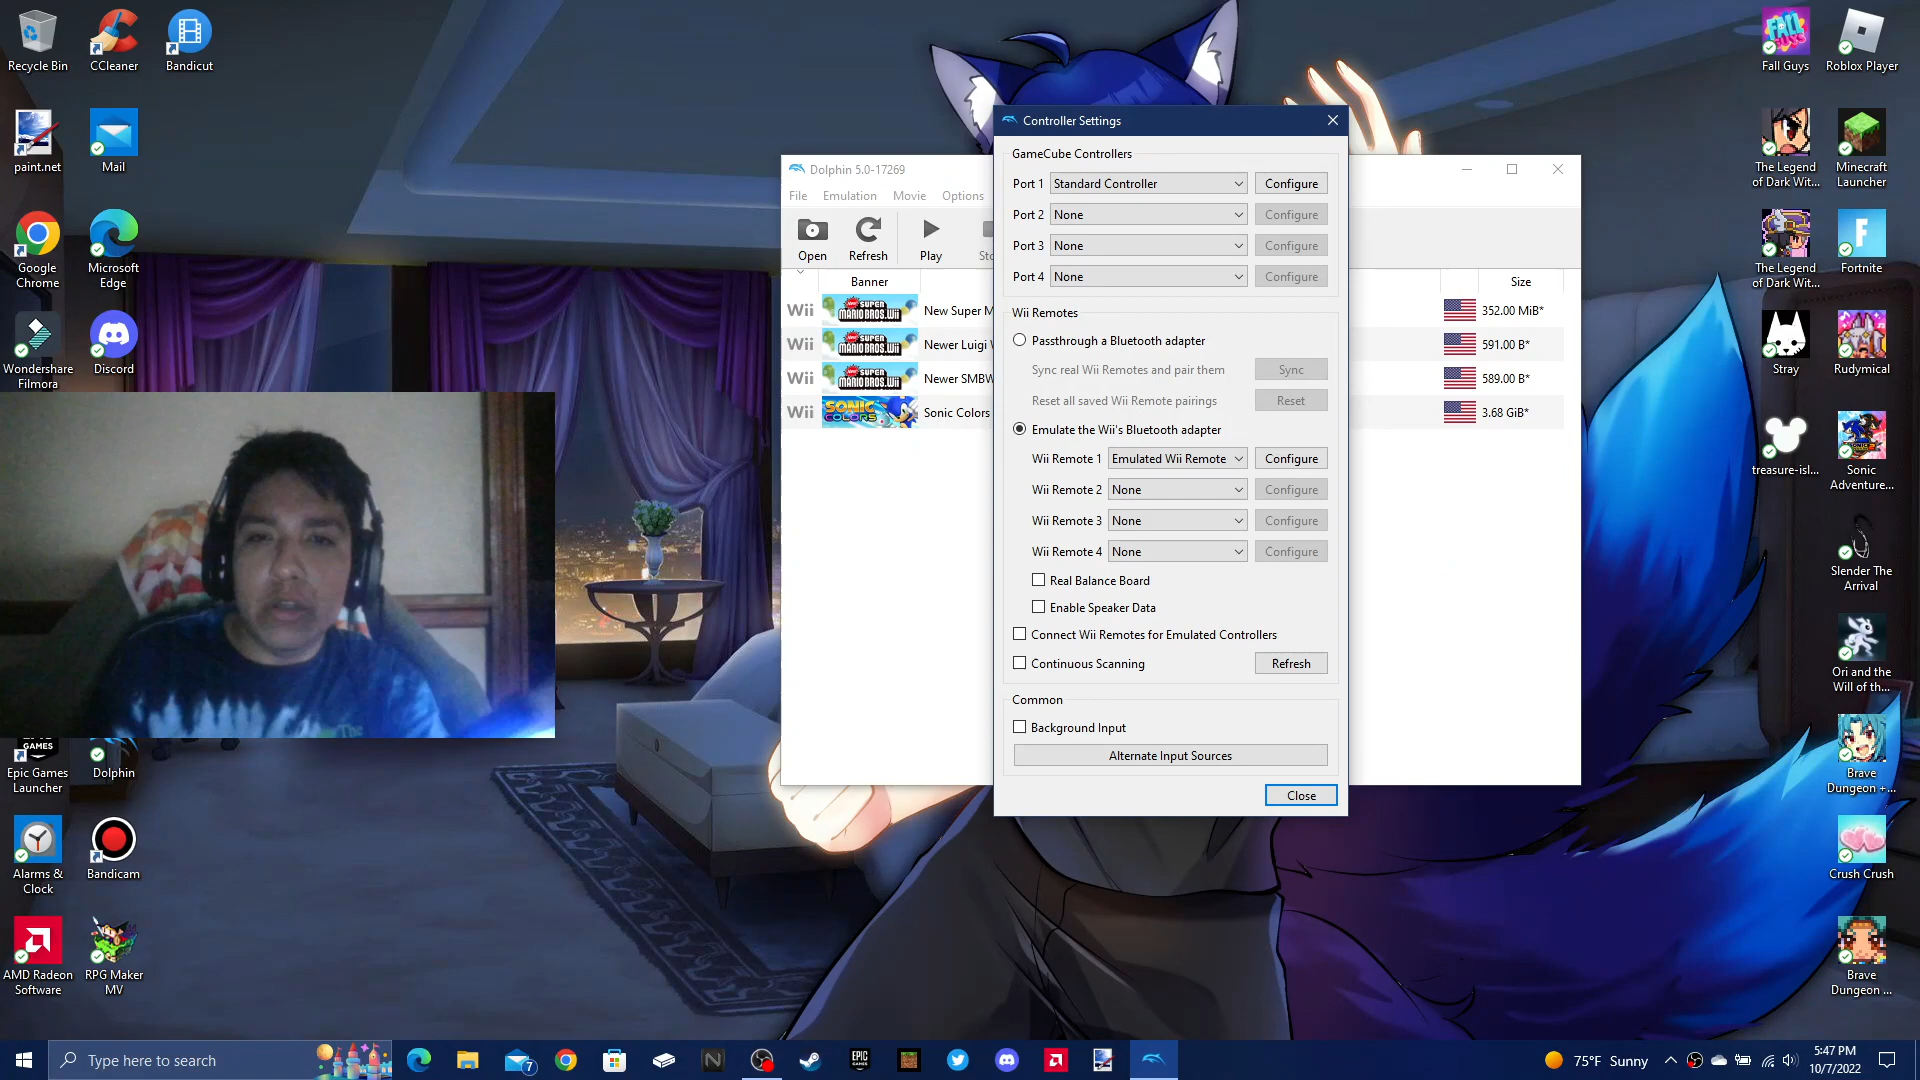 Recycle Bin
CCleaner
Bandicut
paint.net
Mail
Google
Chrome
Microsoft
Edge
Wondershare
Filmora
Discord
GAMES
Epic Games
Launcher
Dolphin
Alarms &
Clock
Bandicam
AMD Radeon
Software
RPG Maker
MV
Dolphin 5.0-17269
File Emulation Movie Options
Open Refresh Play
Banner Size
Wii New Super M 352.00 MiB*
Wii Newer Luigi 591.00 B*
Wii Newer SMBW 589.00 B*
Wii SONIC COLORS Sonic Colors 3.68 GiB*
Controller Settings
GameCube Controllers
Port 1 Standard Controller Configure
Port 2 None Configure
Port 3 None Configure
Port 4 None Configure
Wii Remotes
Passthrough a Bluetooth adapter
Sync real Wii Remotes and pair them Sync
Reset all saved Wii Remote pairings Reset
Emulate the Wii's Bluetooth adapter
Wii Remote 1 Emulated Wii Remote Configure
Wii Remote 2 None Configure
Wii Remote 3 None Configure
Wii Remote 4 None Configure
Real Balance Board
Enable Speaker Data
Connect Wii Remotes for Emulated Controllers
Continuous Scanning Refresh
Common
Background Input
Alternate Input Sources
Close
FALL GUYS
Fall Guys
Roblox Player
The Legend
of Dark Wit...
Minecraft
Launcher
The Legend
of Dark Wit...
Fortnite
Stray
Rudymical
treasure-isl...
Sonic
Adventure...
Slender The
Arrival
Ori and the
Will of th...
Brave
Dungeon +...
Crush Crush
Brave
Dungeon ...
Type here to search
7
EPIC
GAMES
75°F Sunny
5:47 PM
10/7/2022